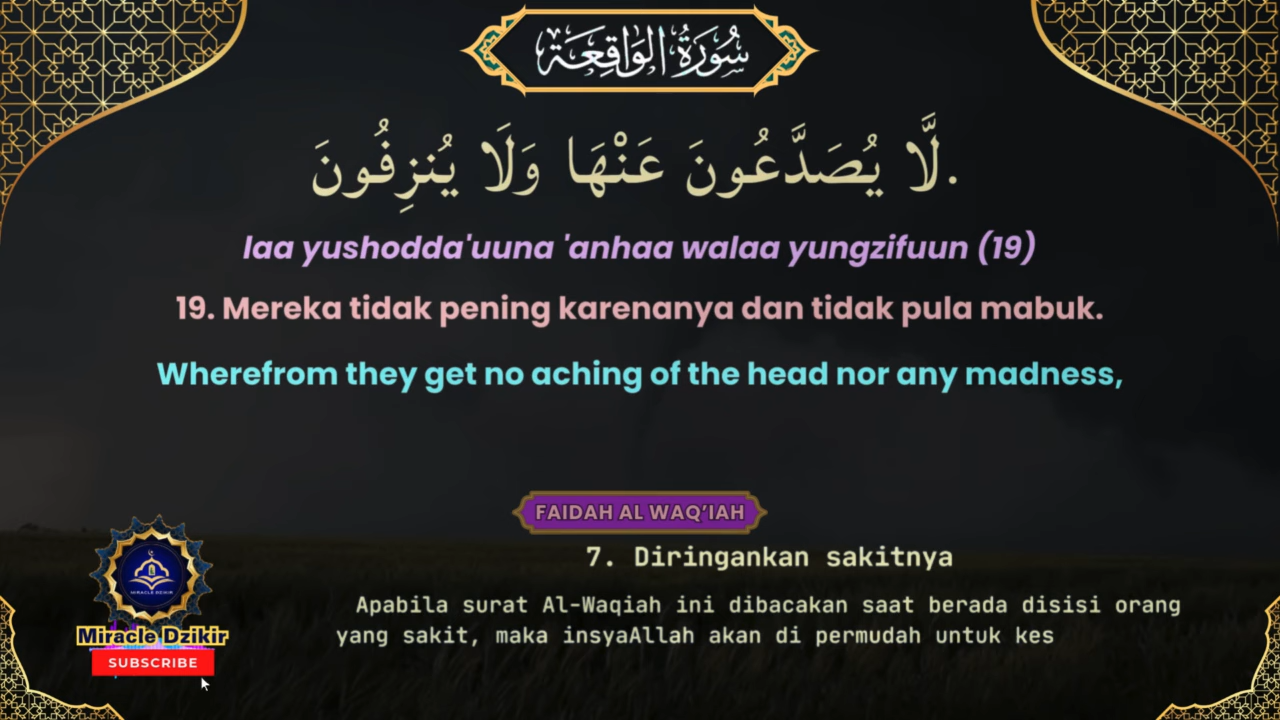 سُورَةُ الوَاقِعَة
لَّا يُصَدَّعُونَ عَنْهَا وَلَا يُنزِفُونَ.
laa yushodda'uuna 'anhaa walaa yungzifuun (19)
19. Mereka tidak pening karenanya dan tidak pula mabuk.
Wherefrom they get no aching of the head nor any madness,
FAIDAH AL WAQ’IAH
7. Diringankan sakitnya
Apabila surat Al-Waqiah ini dibacakan saat berada disisi orang
yang sakit, maka insyaAllah akan di permudah untuk kes
MIRACLE DZIKIR
Miracle Dzikir
SUBSCRIBE